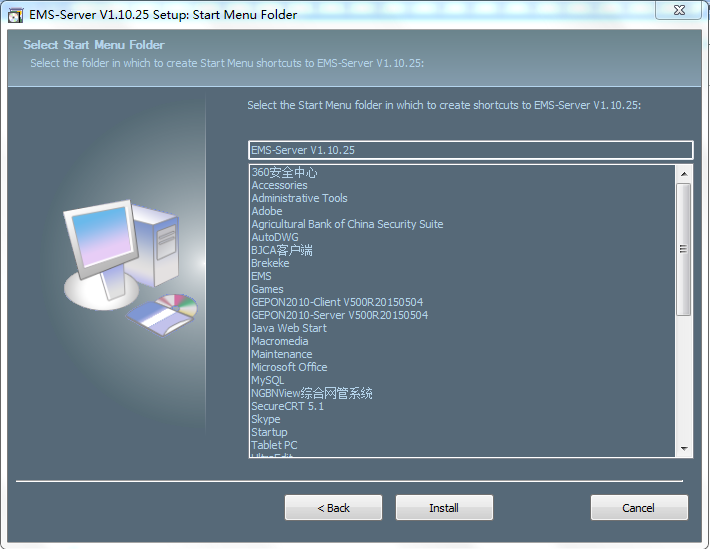 EMS-Server V1.10.25 Setup: Start Menu Folder
Select Start Menu Folder
Select the folder in which to create Start Menu shortcuts to EMS-Server V1.10.25:
Select the Start Menu folder in which to create shortcuts to EMS-Server V1.10.25:
EMS-Server V1.10.25
360安全中心
Accessories
Administrative Tools
Adobe
Agricultural Bank of China Security Suite
AutoDWG
BJCA客户端
Brekeke
EMS
Games
GEPON2010-Client V500R20150504
GEPON2010-Server V500R20150504
Java Web Start
Macromedia
Maintenance
Microsoft Office
MySQL
NGBNView综合网管系统
SecureCRT 5.1
Skype
Startup
Tablet PC
UltraEdit
< Back
Install
Cancel